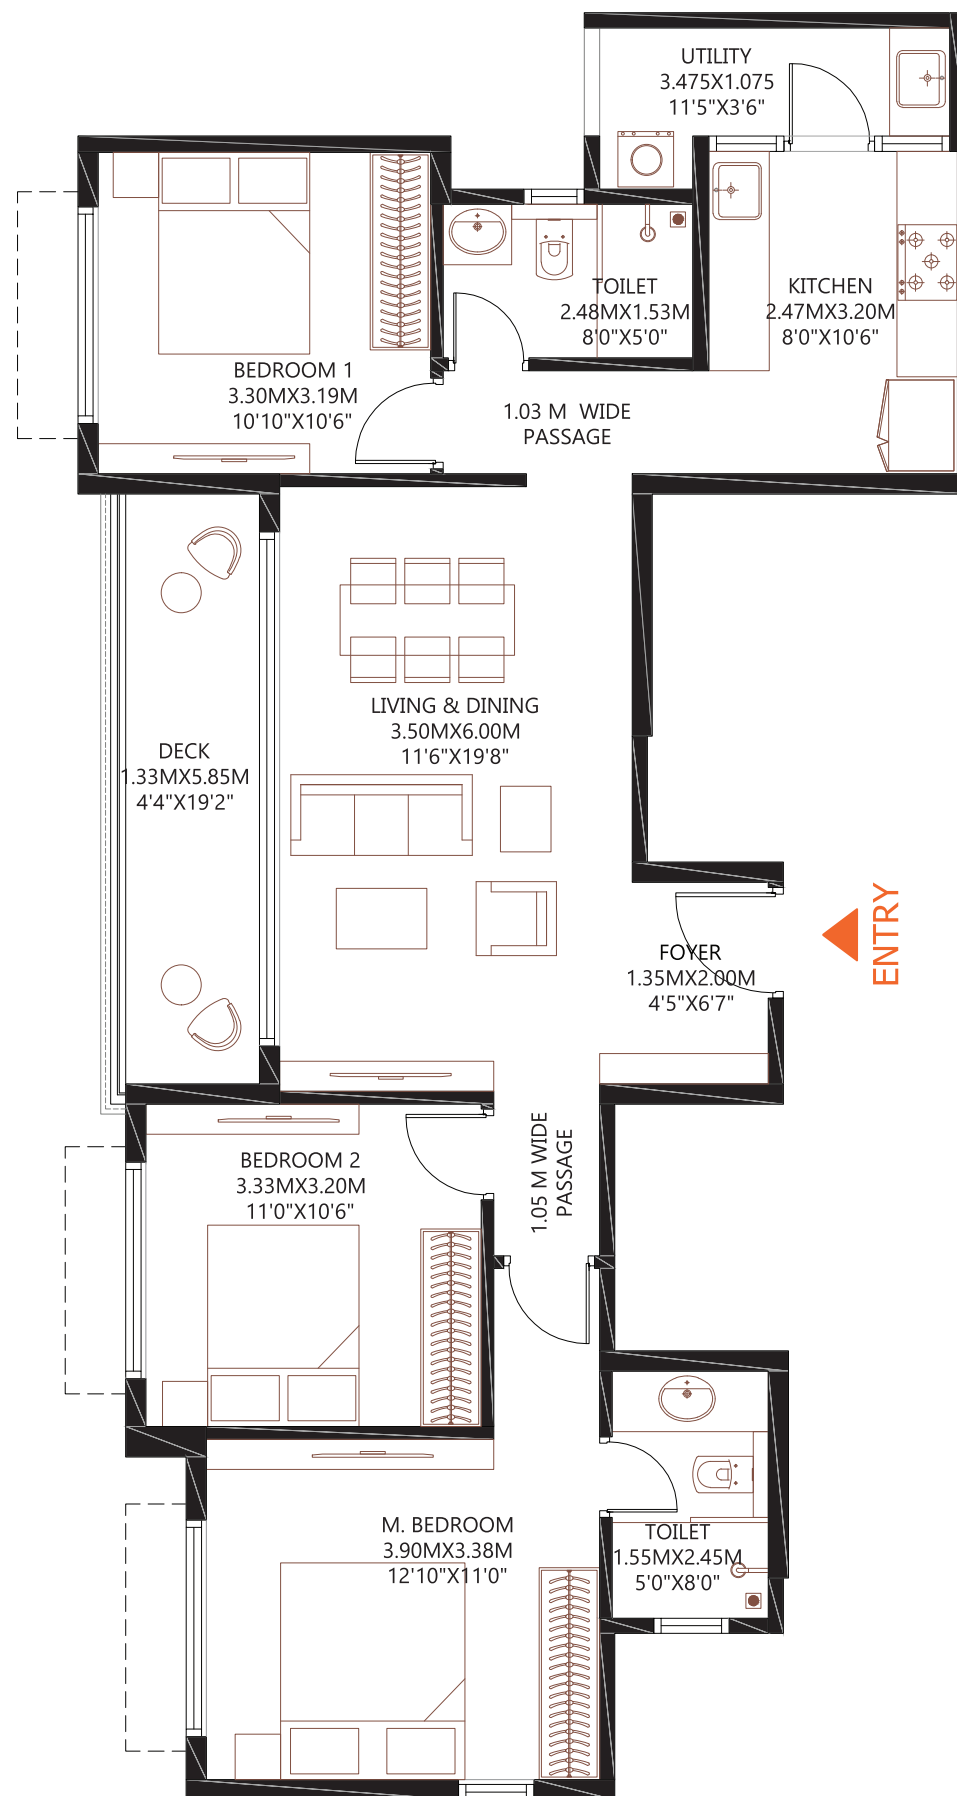 UTILITY
3.475X1.075
11'5"X3'6"
TOILET
2.48MX1.53M
8'0"X5'0"
KITCHEN
2.47MX3.20M
8'0"X10'6"
BEDROOM 1
3.30MX3.19M
10'10"X10'6"
1.03 M WIDE
PASSAGE
LIVING & DINING
3.50MX6.00M
11'6"X19'8"
DECK
1.33MX5.85M
4'4"X19'2"
ENTRY
FOYER
1.35MX2.00M
4'5"X6'7"
1.05 M WIDE
PASSAGE
BEDROOM 2
3.33MX3.20M
11'0"X10'6"
M. BEDROOM
3.90MX3.38M
12'10"X11'0"
TOILET
1.55MX2.45M
5'0"X8'0"